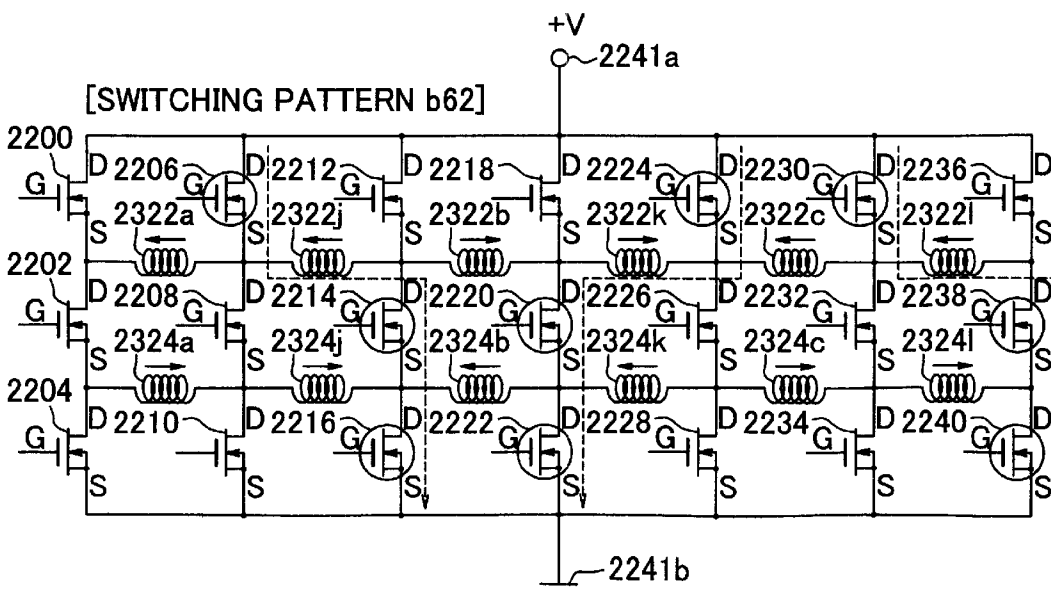 +V
2241a
[SWITCHING PATTERN b62]
2200 D 2206 D 2212 D 2218 D 2224 D 2230 D 2236 D
G G G G G
S S S S S S S
2322a 2322j 2322b 2322k 2322c 2322l
2202 D 2208 D 2214 D 2220 D 2226 D 2232 D 2238 D
G G G G G
S S S S S S S
2324a 2324j 2324b 2324k 2324c 2324l
2204 D 2210 D 2216 D 2222 D 2228 D 2234 D 2240 D
G G G G G
S S S S S S S
2241b